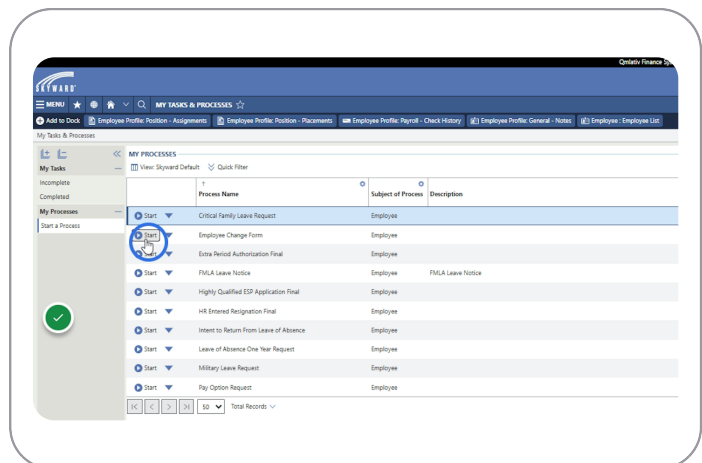 Qmlativ Finance Sy
SKYWARD
MENU MY TASKS & PROCESSES
Add to Dock Employee Profile: Position - Assignments Employee Profile: Position - Placements Employee Profile: Payroll - Check History Employee Profile: General - Notes Employee : Employee List
My Tasks & Processes
My Tasks
Incomplete
Completed
My Processes
Start a Process
MY PROCESSES
View: Skyward Default Quick Filter
Process Name Subject of Process Description
Start Critical Family Leave Request Employee
Start Employee Change Form Employee
Start Extra Period Authorization Final Employee
Start FMLA Leave Notice Employee FMLA Leave Notice
Start Highly Qualified ESP Application Final Employee
Start HR Entered Resignation Final Employee
Start Intent to Return From Leave of Absence Employee
Start Leave of Absence One Year Request Employee
Start Military Leave Request Employee
Start Pay Option Request Employee
50 Total Records